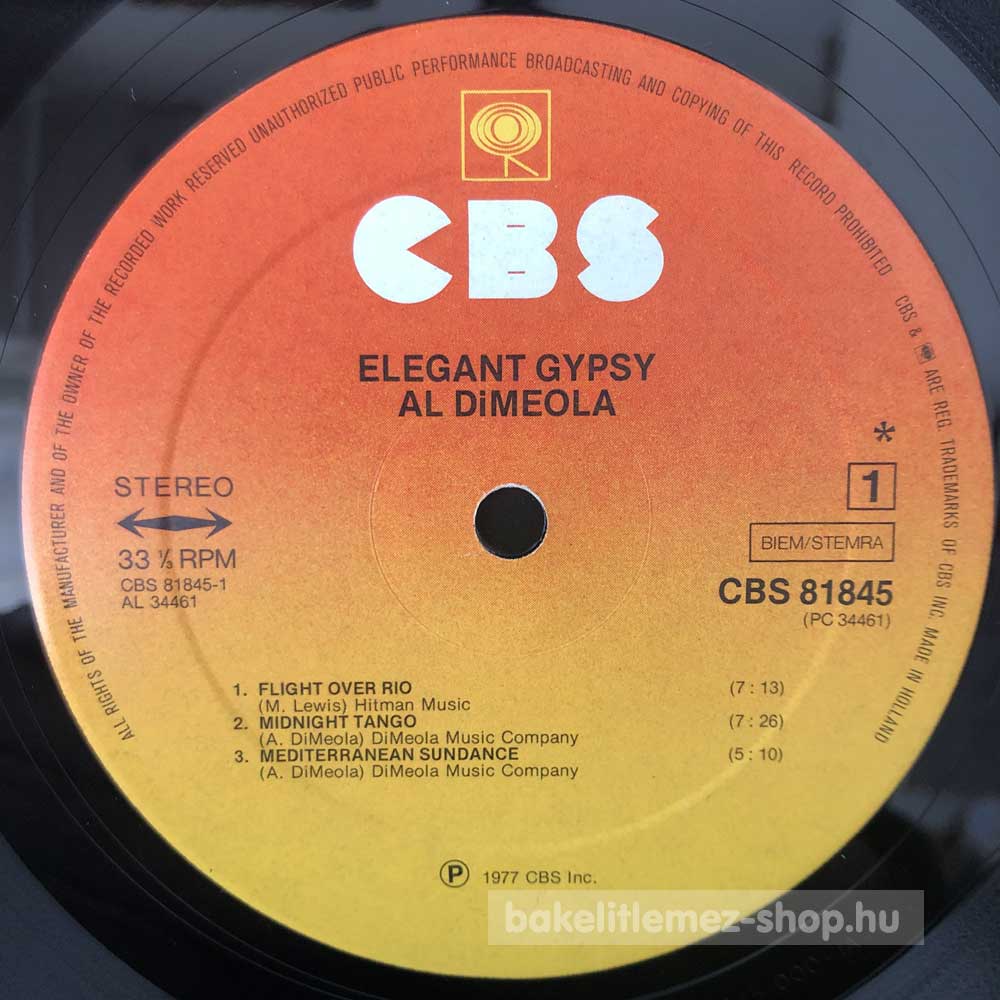 ALL RIGHTS OF THE MANUFACTURER AND OF THE OWNER OF THE RECORDED WORK RESERVED UNAUTHORIZED PUBLIC PERFORMANCE BROADCASTING AND COPYING OF THIS RECORD PROHIBITED
CBS & ARE REG. TRADEMARKS OF CBS INC. MADE IN HOLLAND
CBS
ELEGANT GYPSY
AL DiMEOLA
STEREO
33 ⅓ RPM
CBS 81845-1
AL 34461
*
1
BIEM/STEMRA
CBS 81845
(PC 34461)
1. FLIGHT OVER RIO (7 : 13)
(M. Lewis) Hitman Music
2. MIDNIGHT TANGO (7 : 26)
(A. DiMeola) DiMeola Music Company
3. MEDITERRANEAN SUNDANCE (5 : 10)
(A. DiMeola) DiMeola Music Company
℗ 1977 CBS Inc.
bakelitlemez-shop.hu